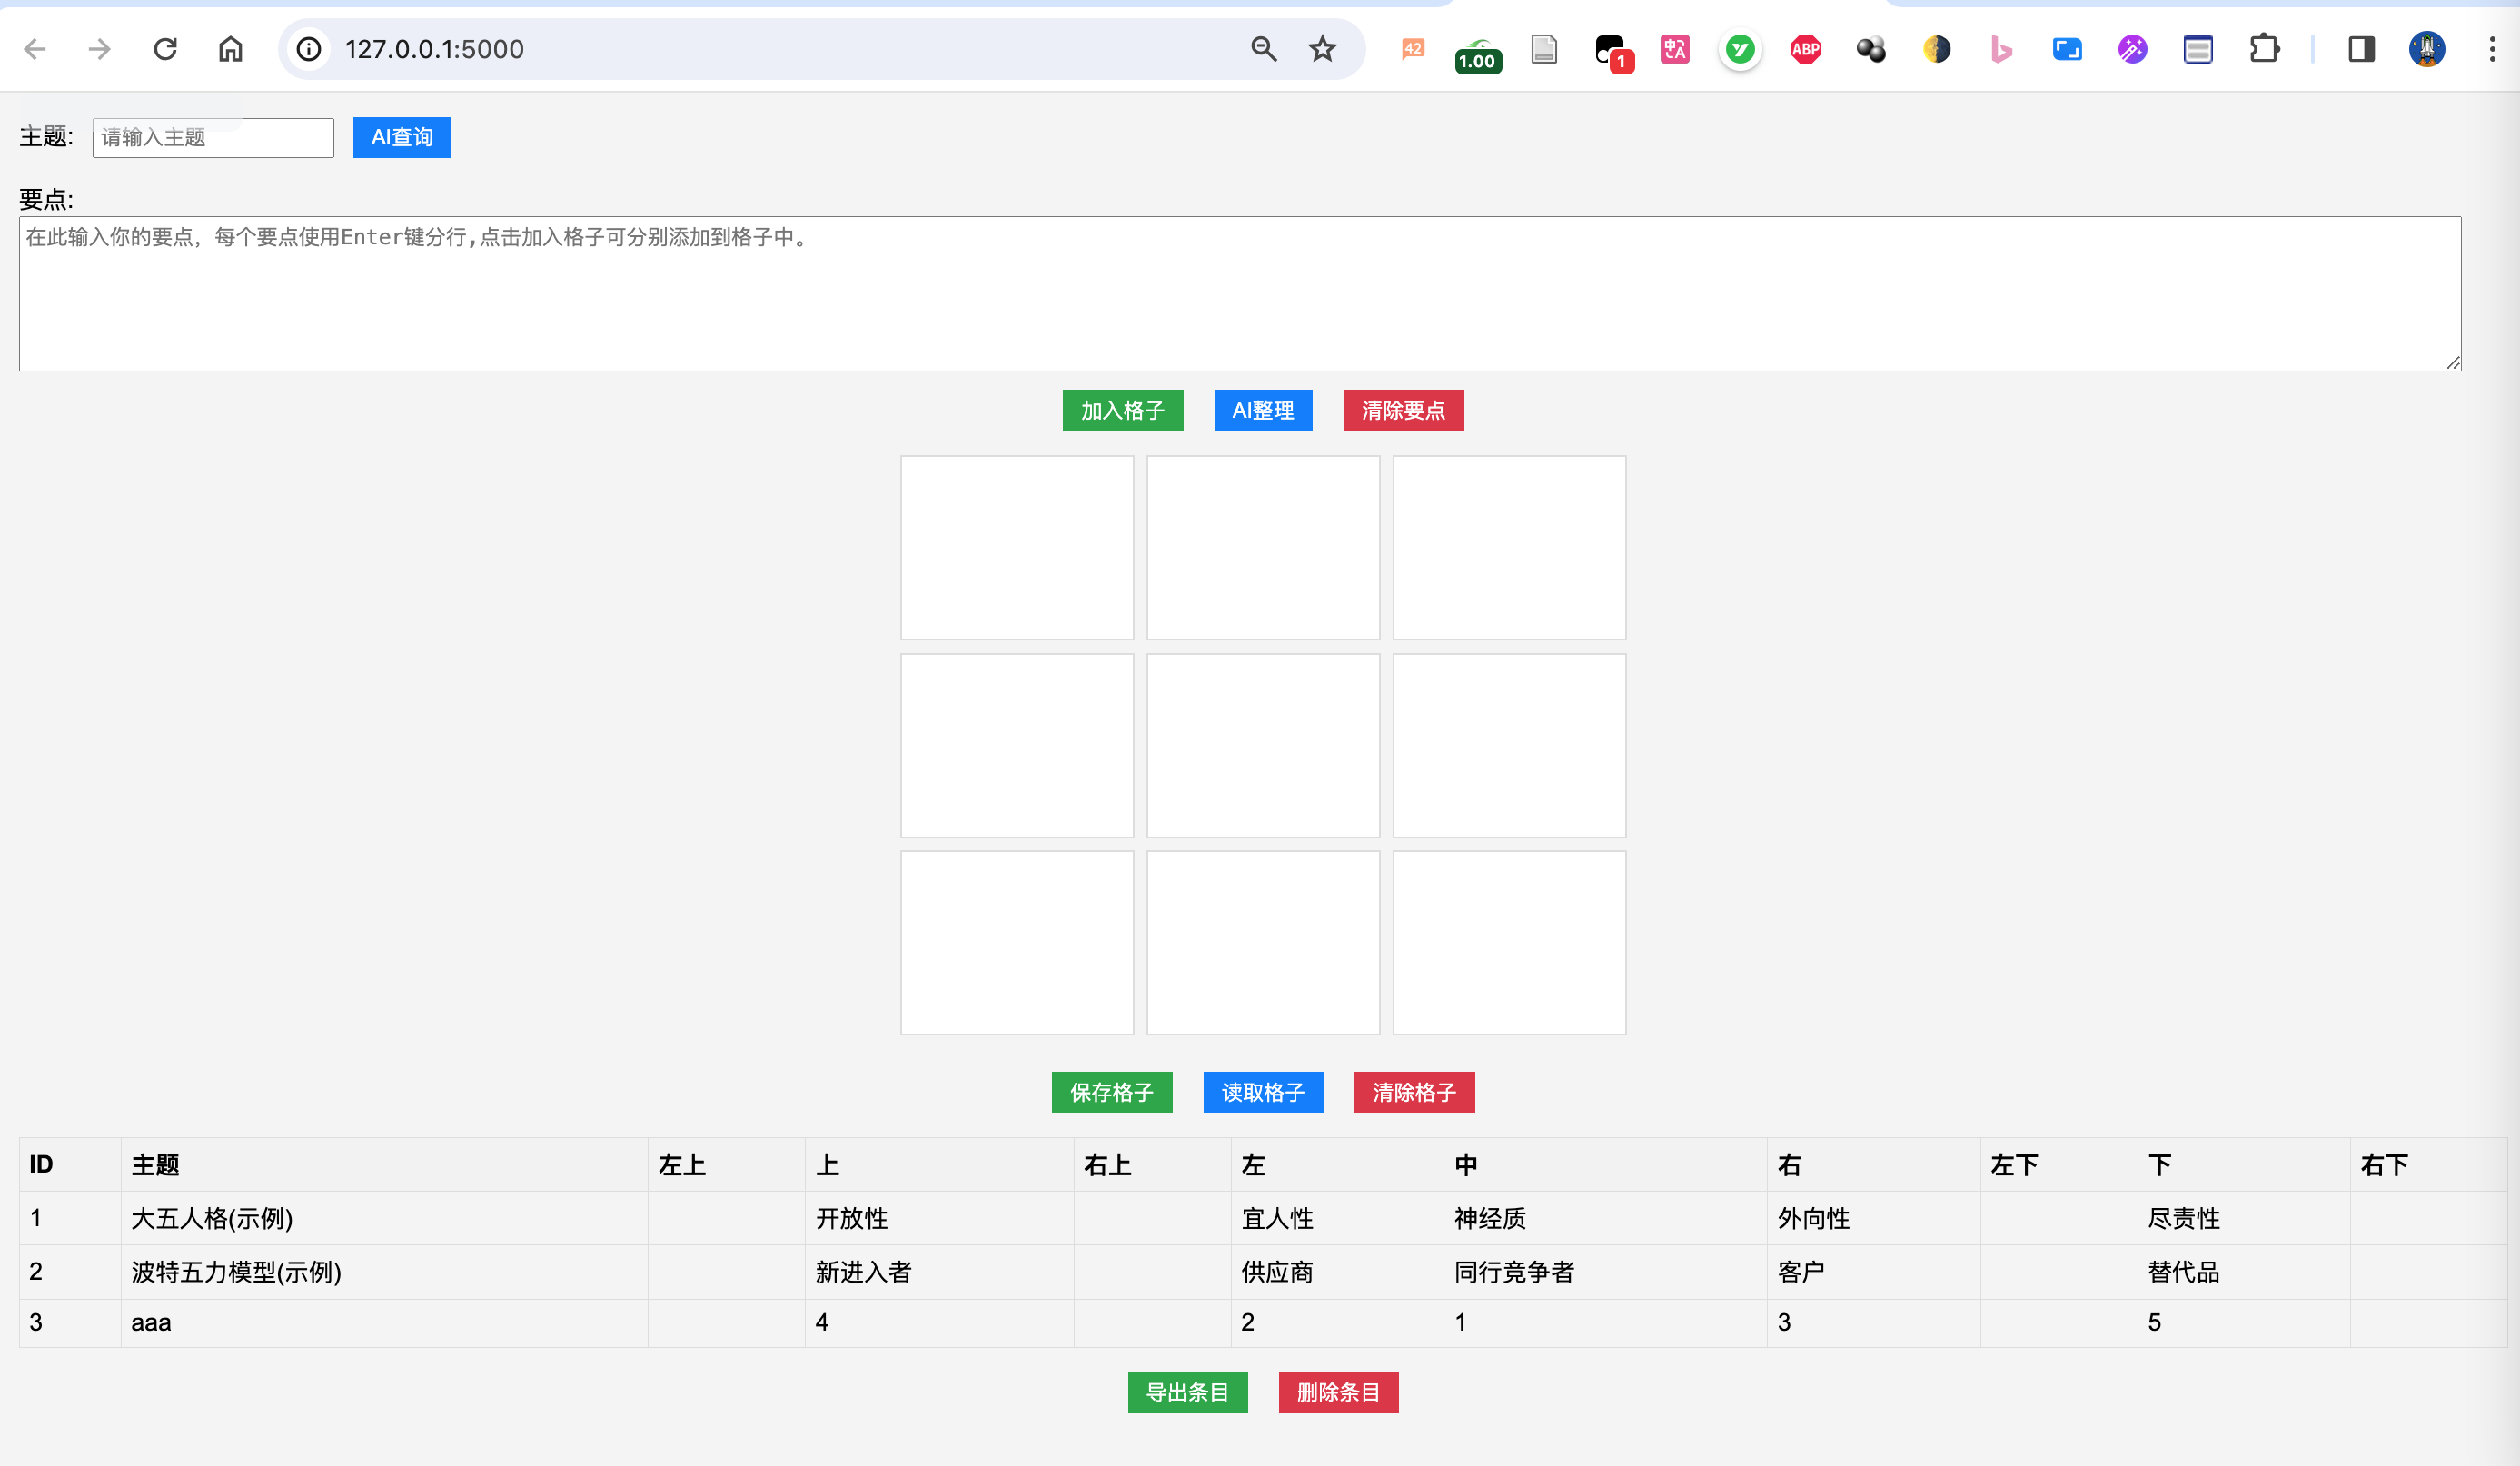 127.0.0.1:5000
42
1.00
1
中A
ABP
主题: 请输入主题 AI查询
要点:
在此输入你的要点，每个要点使用Enter键分行,点击加入格子可分别添加到格子中。
加入格子 AI整理 清除要点
保存格子 读取格子 清除格子
ID 主题 左上 上 右上 左 中 右 左下 下 右下
1 大五人格(示例) 开放性 宜人性 神经质 外向性 尽责性
2 波特五力模型(示例) 新进入者 供应商 同行竞争者 客户 替代品
3 aaa 4 2 1 3 5
导出条目 删除条目